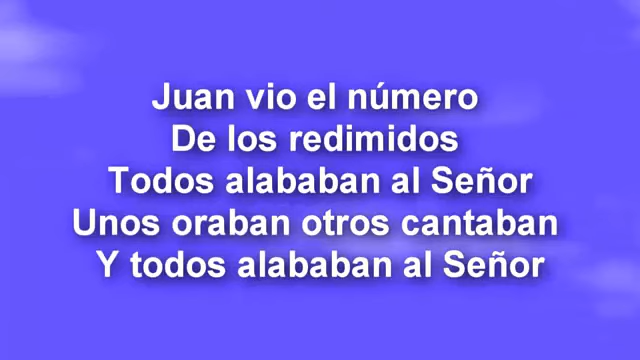 Juan vio el número
De los redimidos
Todos alababan al Señor
Unos oraban otros cantaban
Y todos alababan al Señor